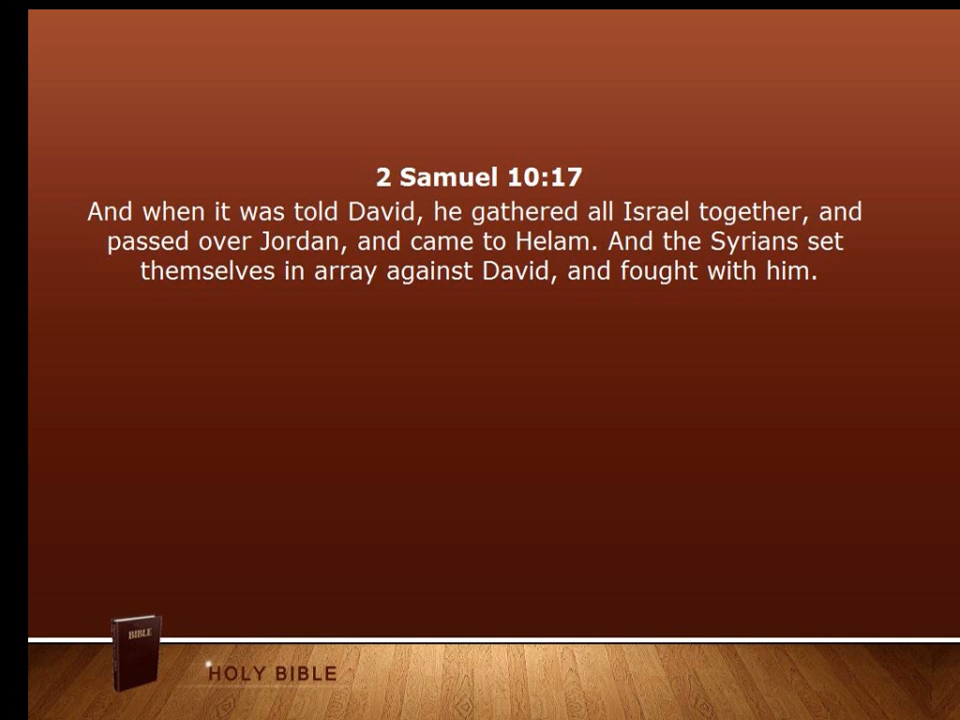 2 Samuel 10:17
And when it was told David, he gathered all Israel together, and
passed over Jordan, and came to Helam. And the Syrians set
themselves in array against David, and fought with him.
BIBLE
HOLY BIBLE